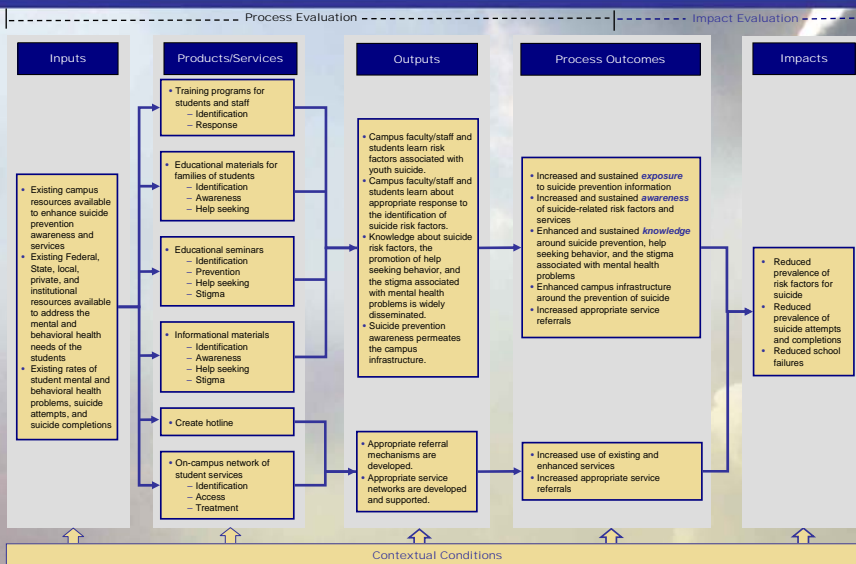 Process Evaluation
Impact Evaluation
Inputs
Products/Services
Outputs
Process Outcomes
Impacts
• Existing campus
resources available
to enhance suicide
prevention
awareness and
services
• Existing Federal,
State, local,
private, and
institutional
resources available
to address the
mental and
behavioral health
needs of the
students
• Existing rates of
student mental and
behavioral health
problems, suicide
attempts, and
suicide completions
• Training programs for
students and staff
– Identification
– Response
• Educational materials for
families of students
– Identification
– Awareness
– Help seeking
• Educational seminars
– Identification
– Prevention
– Help seeking
– Stigma
• Informational materials
– Identification
– Awareness
– Help seeking
– Stigma
• Create hotline
• On-campus network of
student services
– Identification
– Access
– Treatment
• Campus faculty/staff and
students learn risk
factors associated with
youth suicide.
• Campus faculty/staff and
students learn about
appropriate response to
the identification of
suicide risk factors.
• Knowledge about suicide
risk factors, the
promotion of help
seeking behavior, and
the stigma associated
with mental health
problems is widely
disseminated.
• Suicide prevention
awareness permeates
the campus
infrastructure.
• Appropriate referral
mechanisms are
developed.
• Appropriate service
networks are developed
and supported.
• Increased and sustained exposure
to suicide prevention information
• Increased and sustained awareness
of suicide-related risk factors and
services
• Enhanced and sustained knowledge
around suicide prevention, help
seeking behavior, and the stigma
associated with mental health
problems
• Enhanced campus infrastructure
around the prevention of suicide
• Increased appropriate service
referrals
• Increased use of existing and
enhanced services
• Increased appropriate service
referrals
• Reduced
prevalence of
risk factors for
suicide
• Reduced
prevalence of
suicide attempts
and completions
• Reduced school
failures
Contextual Conditions